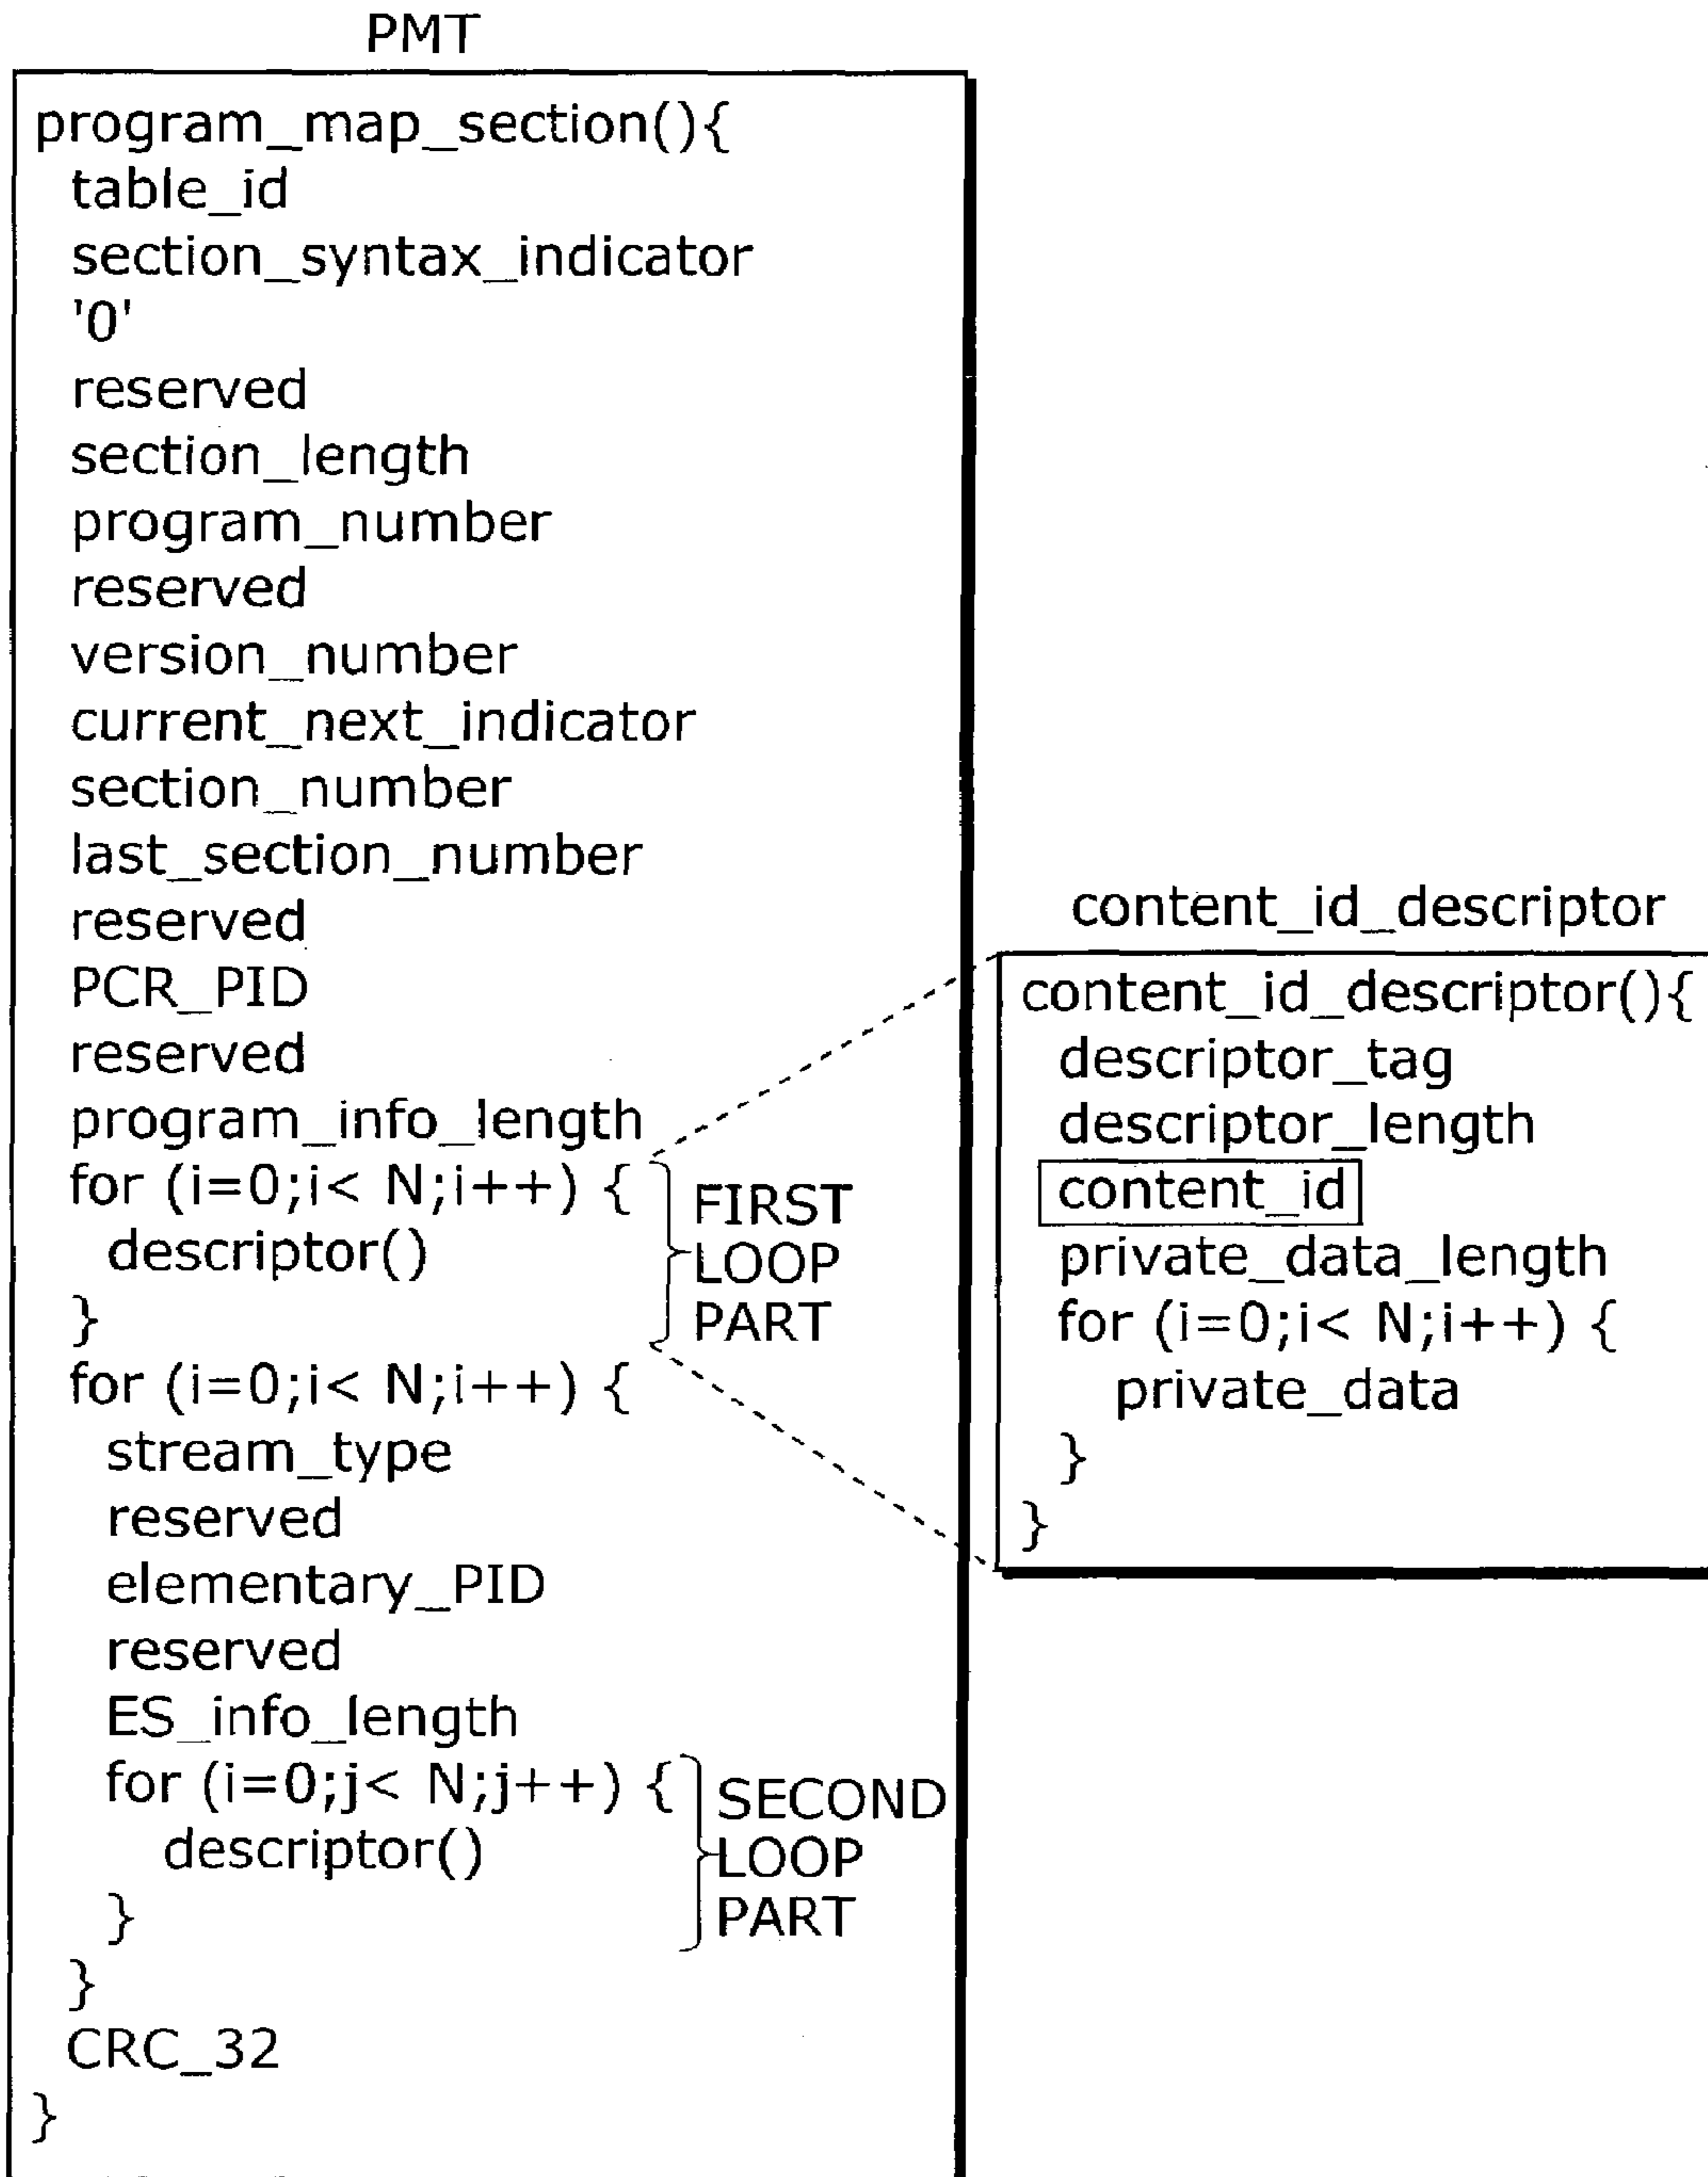 PMT
program_map_section(){
table_id
section_syntax_indicator
'0'
reserved
section_length
program_number
reserved
version_number
current_next_indicator
section_number
last_section_number
reserved
PCR_PID
reserved
program_info_length
for (i=0;i< N;i++) {
descriptor()
}
FIRST
LOOP
PART
for (i=0;i< N;i++) {
stream_type
reserved
elementary_PID
reserved
ES_info_length
for (i=0;j< N;j++) {
descriptor()
}
SECOND
LOOP
PART
}
CRC_32
}
content_id_descriptor
content_id_descriptor(){
descriptor_tag
descriptor_length
content_id
private_data_length
for (i=0;i< N;i++) {
private_data
}
}